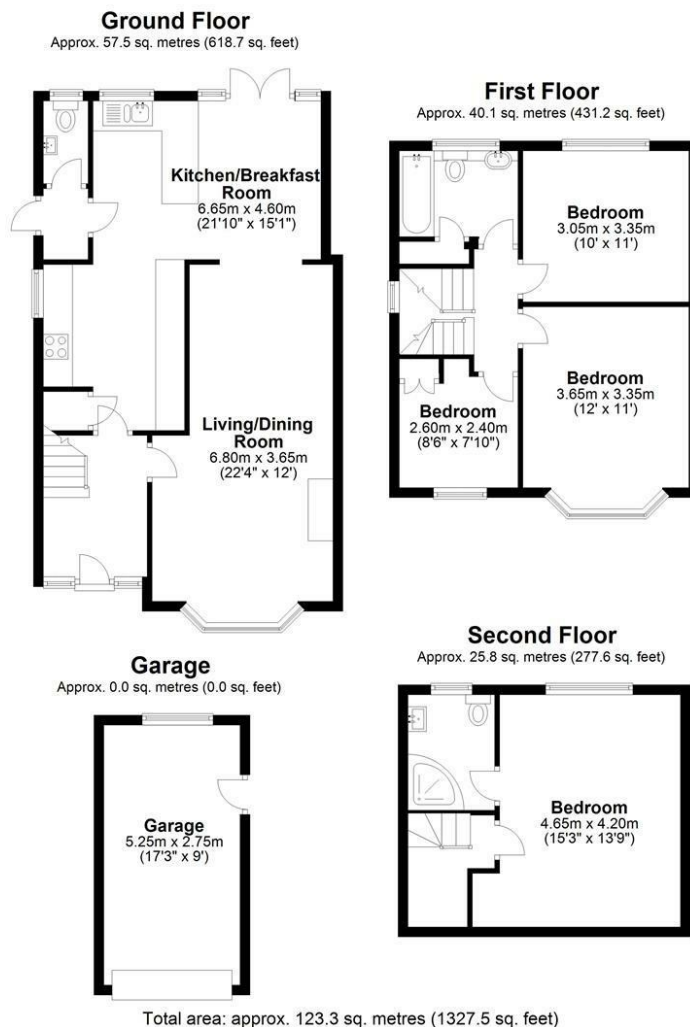 Ground Floor
Approx. 57.5 sq. metres (618.7 sq. feet)
Kitchen/Breakfast
Room
6.65m x 4.60m
(21'10" x 15'1")
Living/Dining
Room
6.80m x 3.65m
(22'4" x 12')
First Floor
Approx. 40.1 sq. metres (431.2 sq. feet)
Bedroom
3.05m x 3.35m
(10' x 11')
Bedroom
3.65m x 3.35m
(12' x 11')
Bedroom
2.60m x 2.40m
(8'6" x 7'10")
Garage
Approx. 0.0 sq. metres (0.0 sq. feet)
Garage
5.25m x 2.75m
(17'3" x 9')
Second Floor
Approx. 25.8 sq. metres (277.6 sq. feet)
Bedroom
4.65m x 4.20m
(15'3" x 13'9")
Total area: approx. 123.3 sq. metres (1327.5 sq. feet)